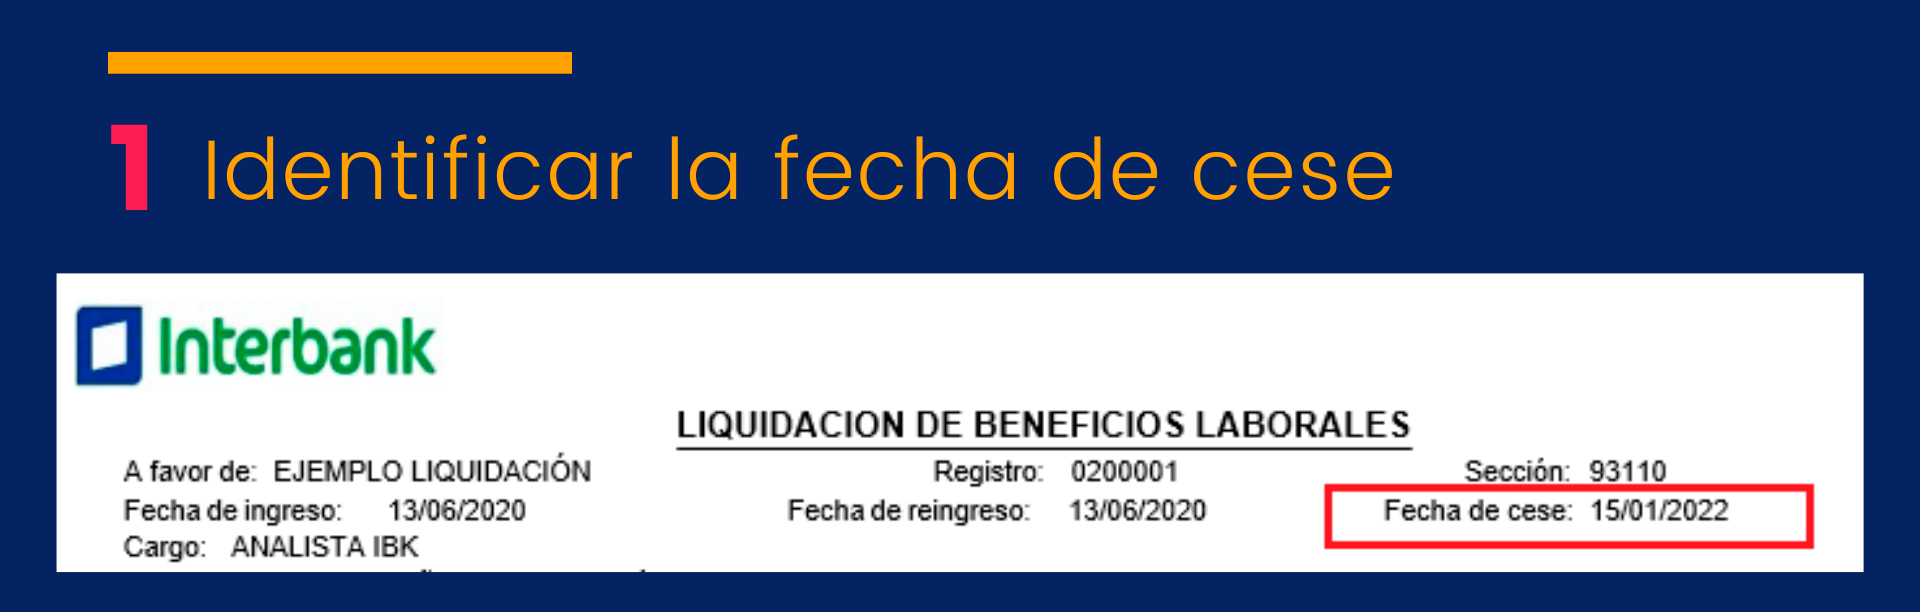 1 Identificar la fecha de cese
Interbank
LIQUIDACION DE BENEFICIOS LABORALES
A favor de: EJEMPLO LIQUIDACIÓN Registro: 0200001 Sección: 93110
Fecha de ingreso: 13/06/2020 Fecha de reingreso: 13/06/2020 Fecha de cese: 15/01/2022
Cargo: ANALISTA IBK